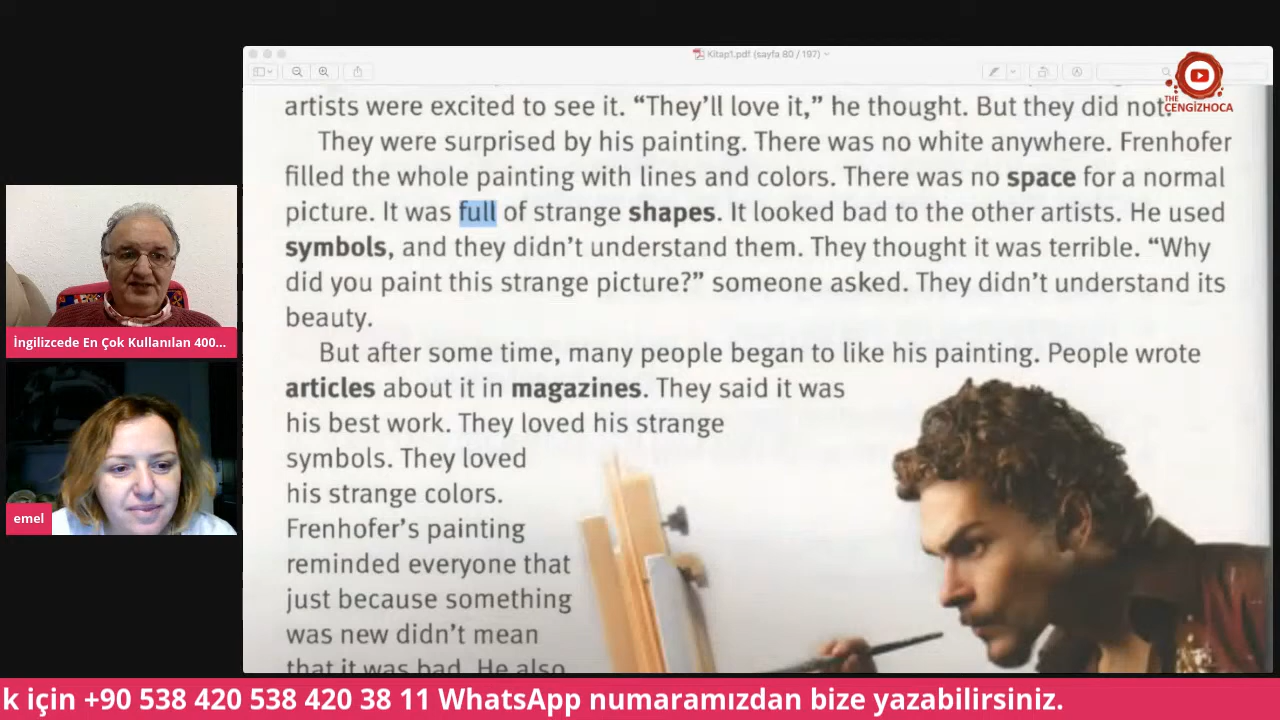 Kitap1.pdf (sayfa 80 / 197)
THE
ÇENGİZHOCA
artists were excited to see it. “They’ll love it,” he thought. But they did not.
They were surprised by his painting. There was no white anywhere. Frenhofer
filled the whole painting with lines and colors. There was no space for a normal
picture. It was full of strange shapes. It looked bad to the other artists. He used
symbols, and they didn’t understand them. They thought it was terrible. “Why
did you paint this strange picture?” someone asked. They didn’t understand its
beauty.
But after some time, many people began to like his painting. People wrote
articles about it in magazines. They said it was
his best work. They loved his strange
symbols. They loved
his strange colors.
Frenhofer’s painting
reminded everyone that
just because something
was new didn’t mean
that it was bad. He also
İngilizcede En Çok Kullanılan 400...
emel
k için +90 538 420 538 420 38 11 WhatsApp numaramızdan bize yazabilirsiniz.